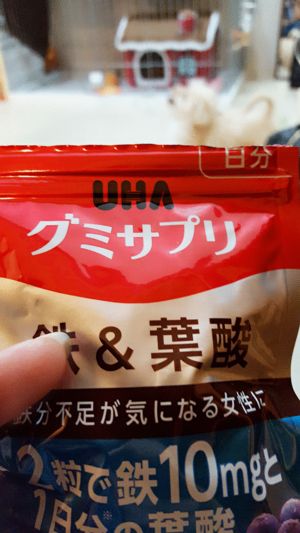 日分
UHA
グミサプリ
鉄 & 葉酸
鉄分不足が気になる女性に
2粒で鉄10mgと
1日分※の葉酸